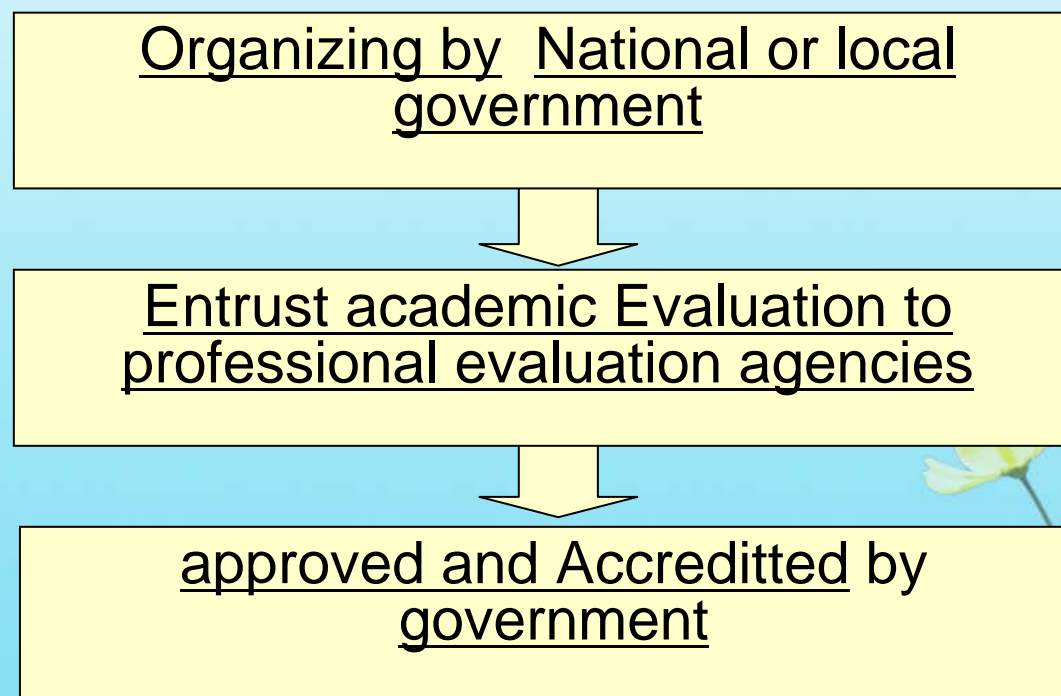 Organizing by National or local
government
Entrust academic Evaluation to
professional evaluation agencies
approved and Accreditted by
government